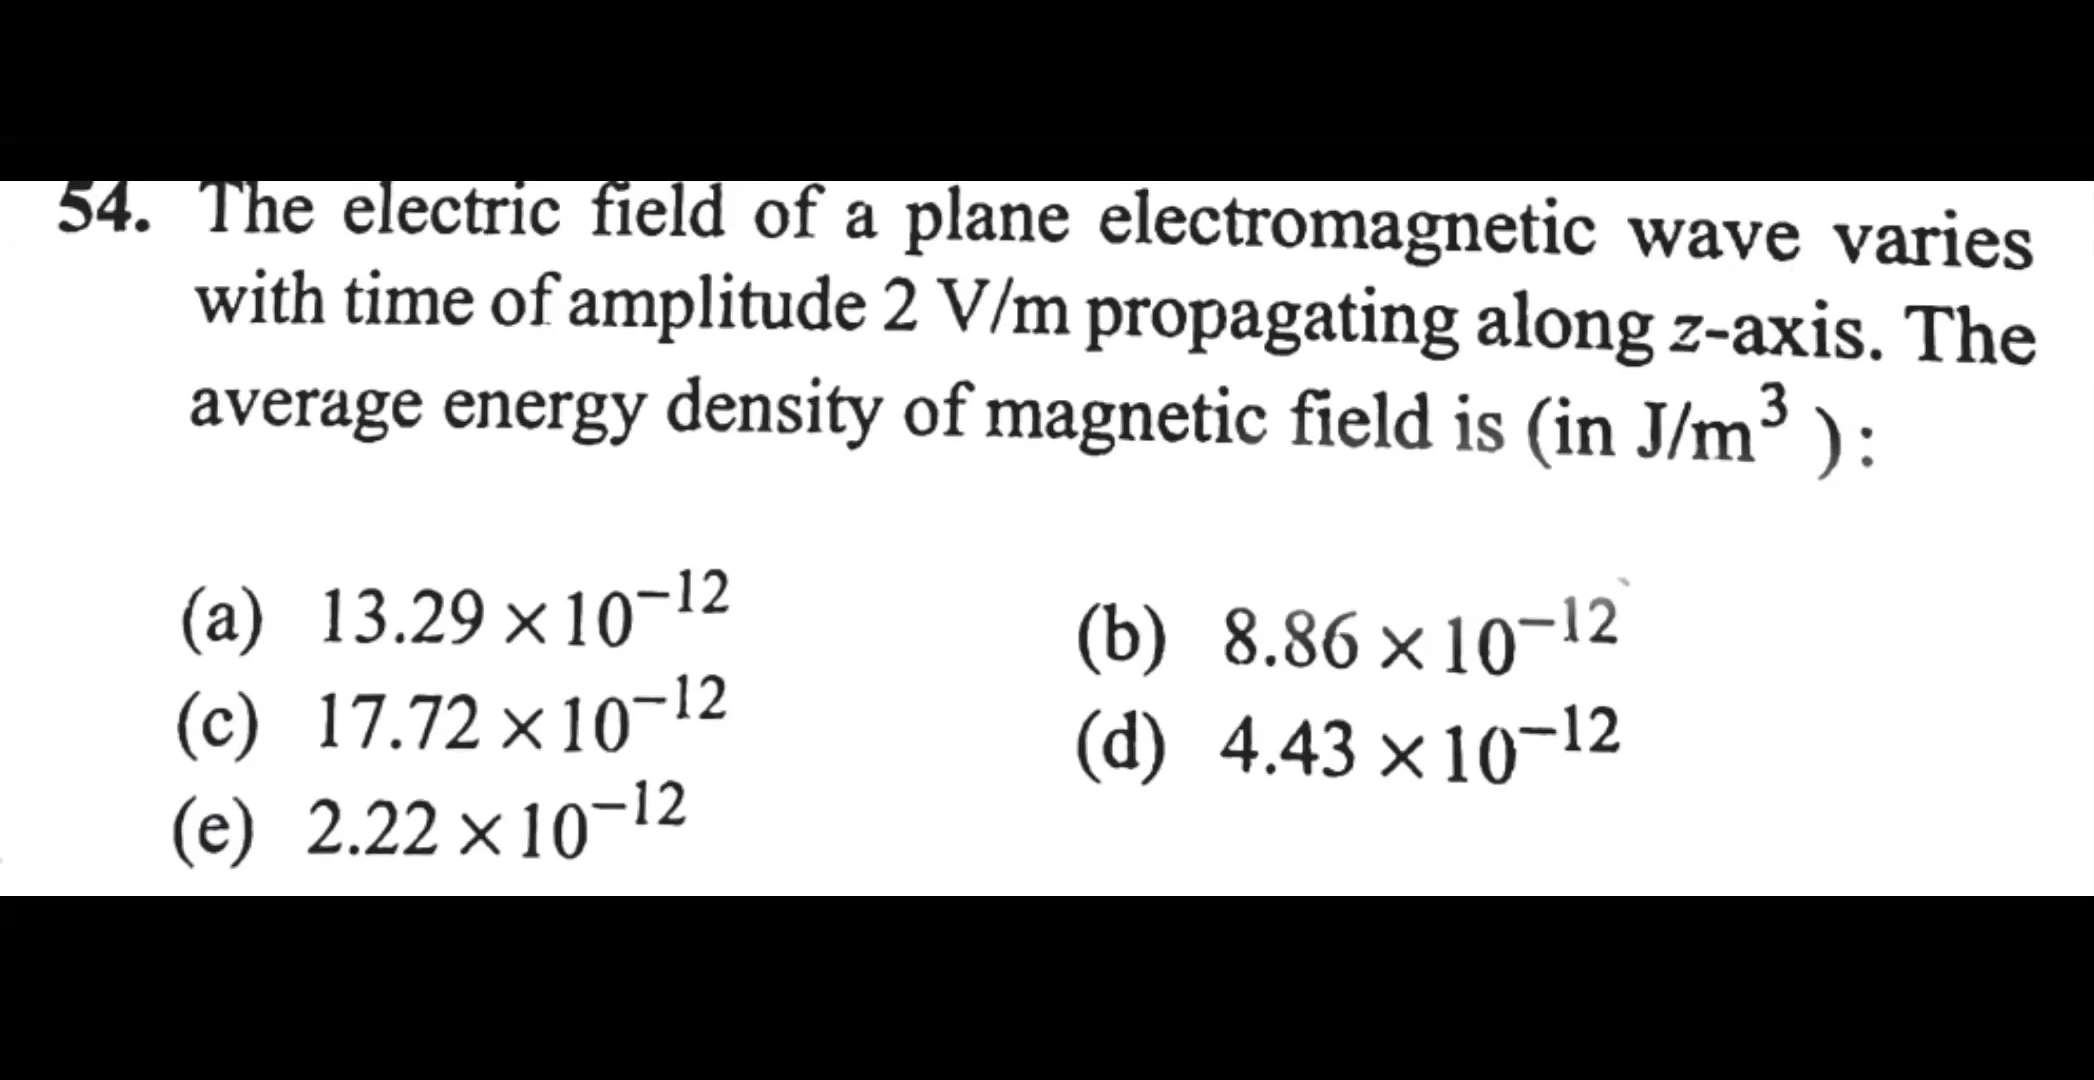 54. The electric field of a plane electromagnetic wave varies
with time of amplitude 2 V/m propagating along z-axis. The
average energy density of magnetic field is (in J/m³ ) :
(a) 13.29 × 10⁻¹²
(b) 8.86 × 10⁻¹²
(c) 17.72 × 10⁻¹²
(d) 4.43 × 10⁻¹²
(e) 2.22 × 10⁻¹²